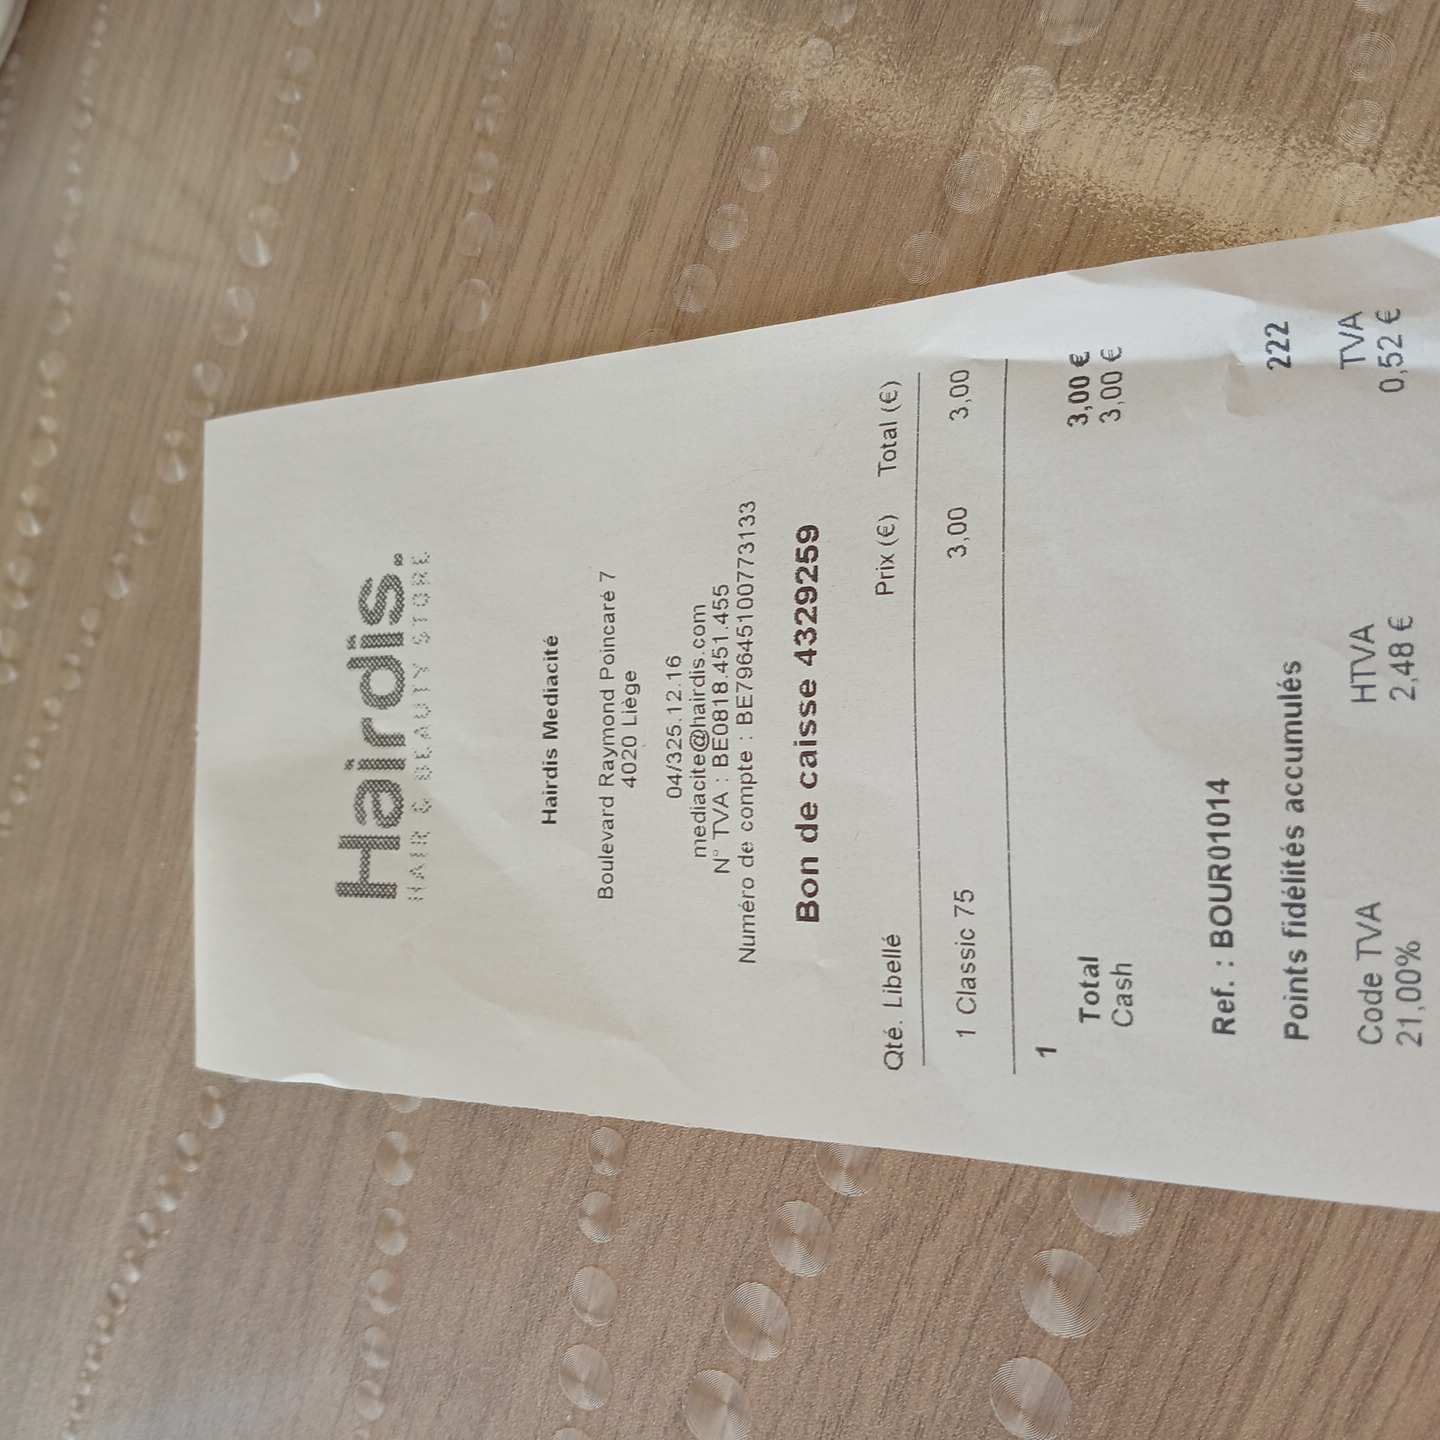 Hairdis.
HAIR & BEAUTY STORE
Hairdis Mediacité
Boulevard Raymond Poincaré 7
4020 Liège
04/325.12.16
mediacite@hairdis.com
N° TVA : BE0818.451.455
Numéro de compte : BE79645100773133
Bon de caisse 4329259
Qté. Libellé Prix (€) Total (€)
1 Classic 75 3,00 3,00
1
Total 3,00 €
Cash 3,00 €
Ref. : BOUR01014
Points fidélités accumulés 222
Code TVA HTVA TVA
21,00% 2,48 € 0,52 €